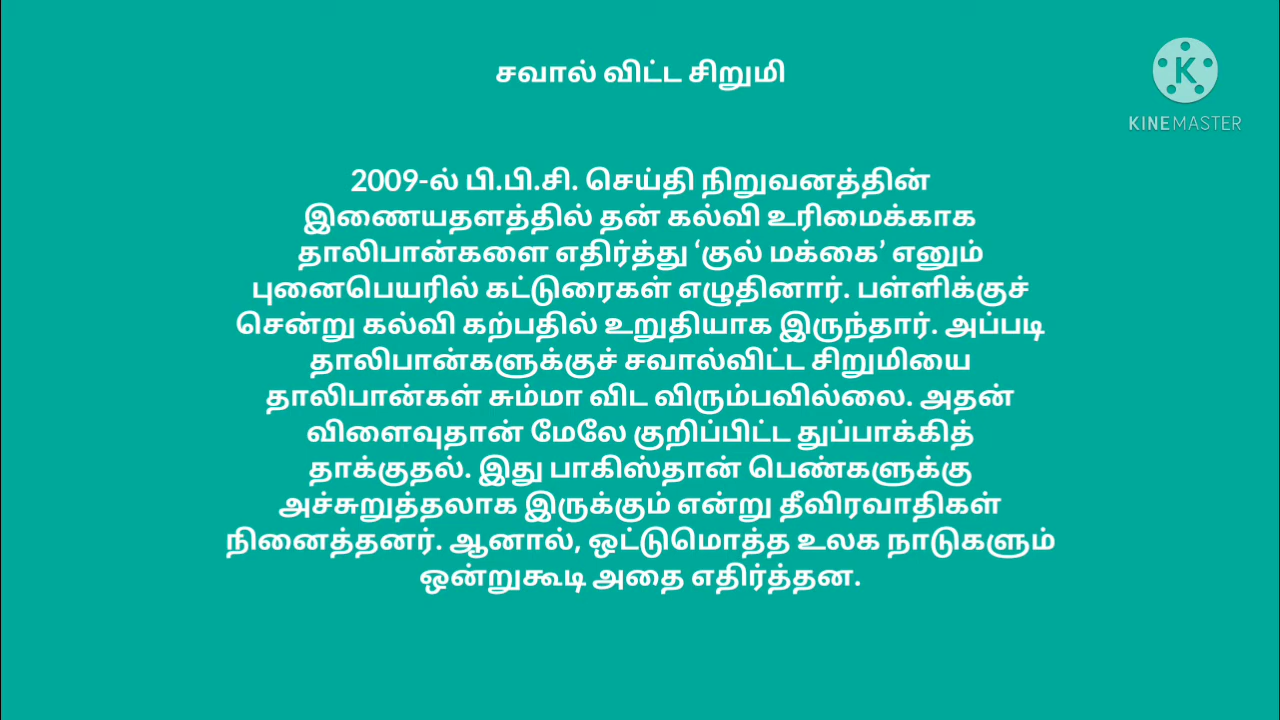 சவால் விட்ட சிறுமி
KINEMASTER
2009-ல் பி.பி.சி. செய்தி நிறுவனத்தின்
இணையதளத்தில் தன் கல்வி உரிமைக்காக
தாலிபான்களை எதிர்த்து ‘குல் மக்கை’ எனும்
புனைபெயரில் கட்டுரைகள் எழுதினார். பள்ளிக்குச்
சென்று கல்வி கற்பதில் உறுதியாக இருந்தார். அப்படி
தாலிபான்களுக்குச் சவால்விட்ட சிறுமியை
தாலிபான்கள் சும்மா விட விரும்பவில்லை. அதன்
விளைவுதான் மேலே குறிப்பிட்ட துப்பாக்கித்
தாக்குதல். இது பாகிஸ்தான் பெண்களுக்கு
அச்சுறுத்தலாக இருக்கும் என்று தீவிரவாதிகள்
நினைத்தனர். ஆனால், ஒட்டுமொத்த உலக நாடுகளும்
ஒன்றுகூடி அதை எதிர்த்தன.